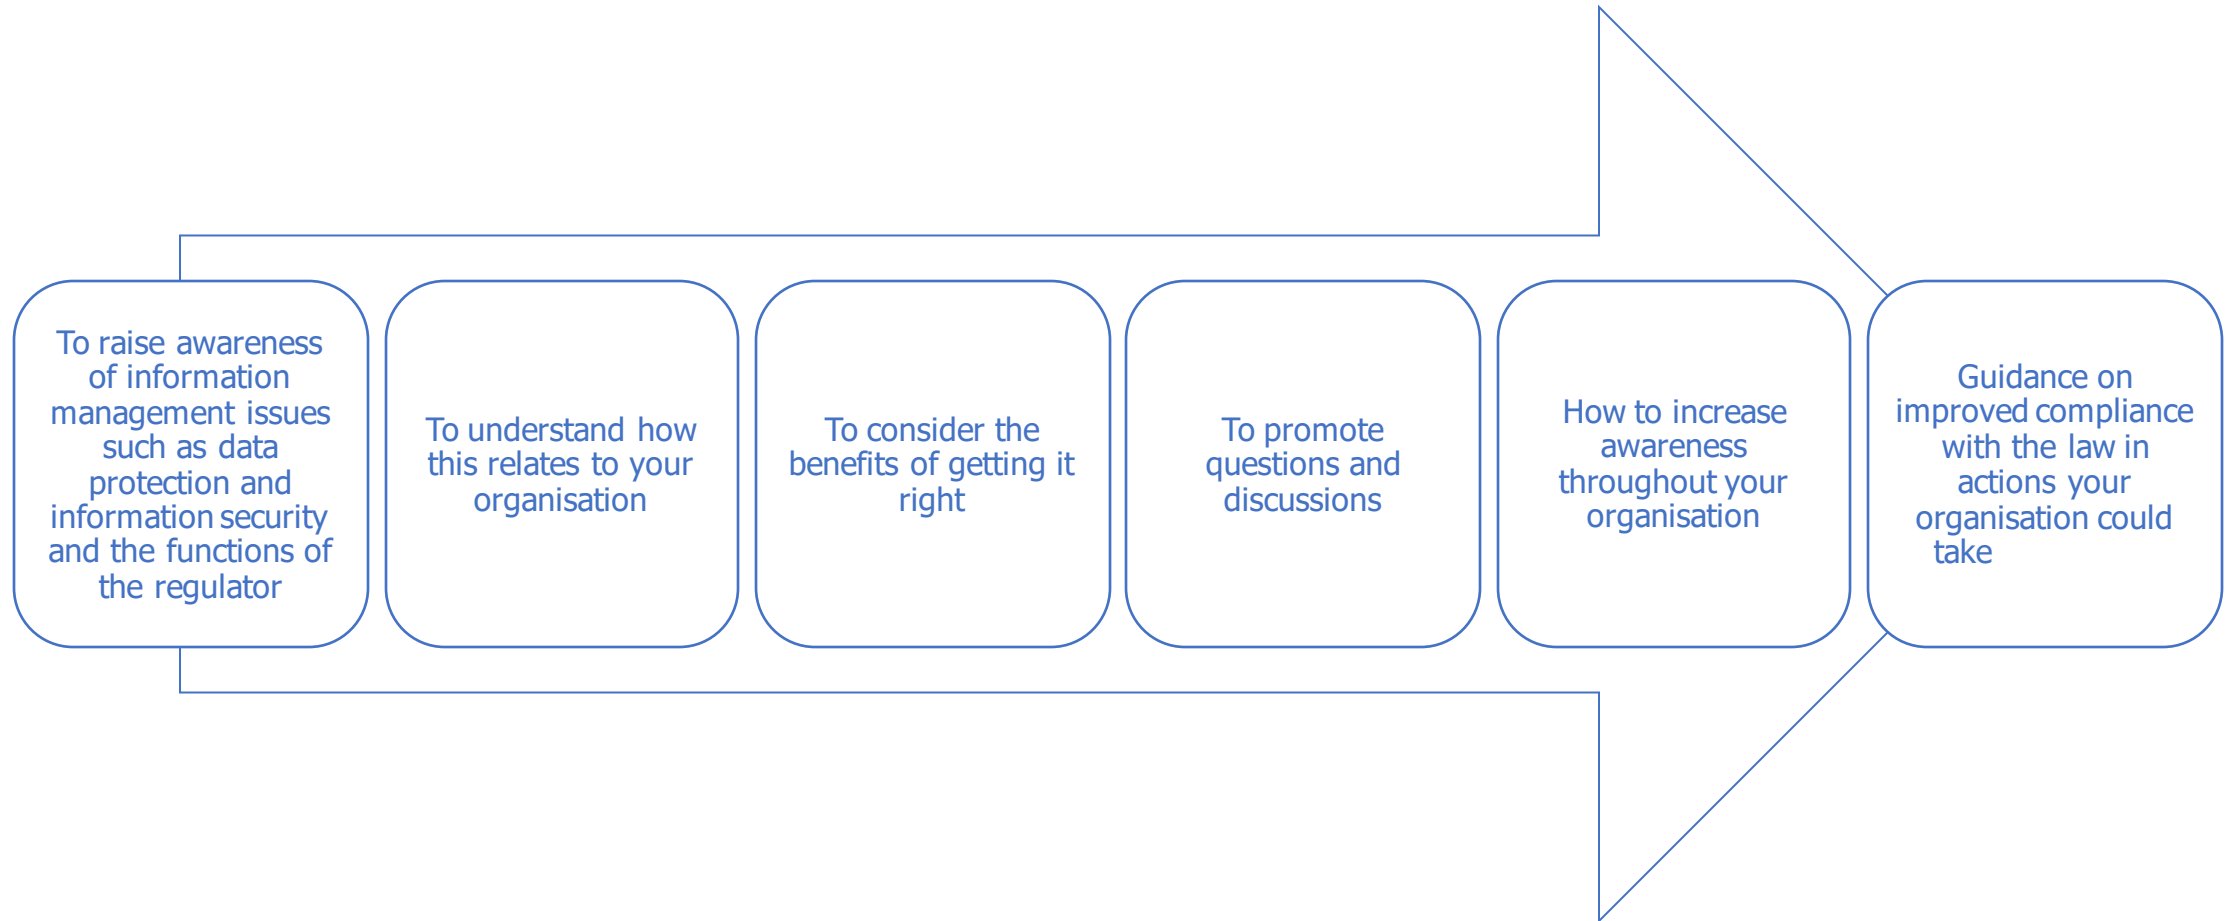 To raise awareness
of information
management issues
such as data
protection and
information security
and the functions of
the regulator
To understand how
this relates to your
organisation
To consider the
benefits of getting it
right
To promote
questions and
discussions
How to increase
awareness
throughout your
organisation
Guidance on
improved compliance
with the law in
actions your
organisation could
take